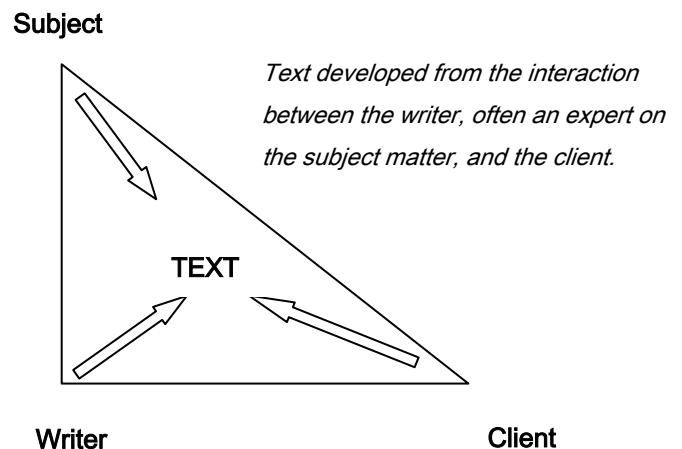 Subject
Text developed from the interaction
between the writer, often an expert on
the subject matter, and the client.
TEXT
Writer
Client